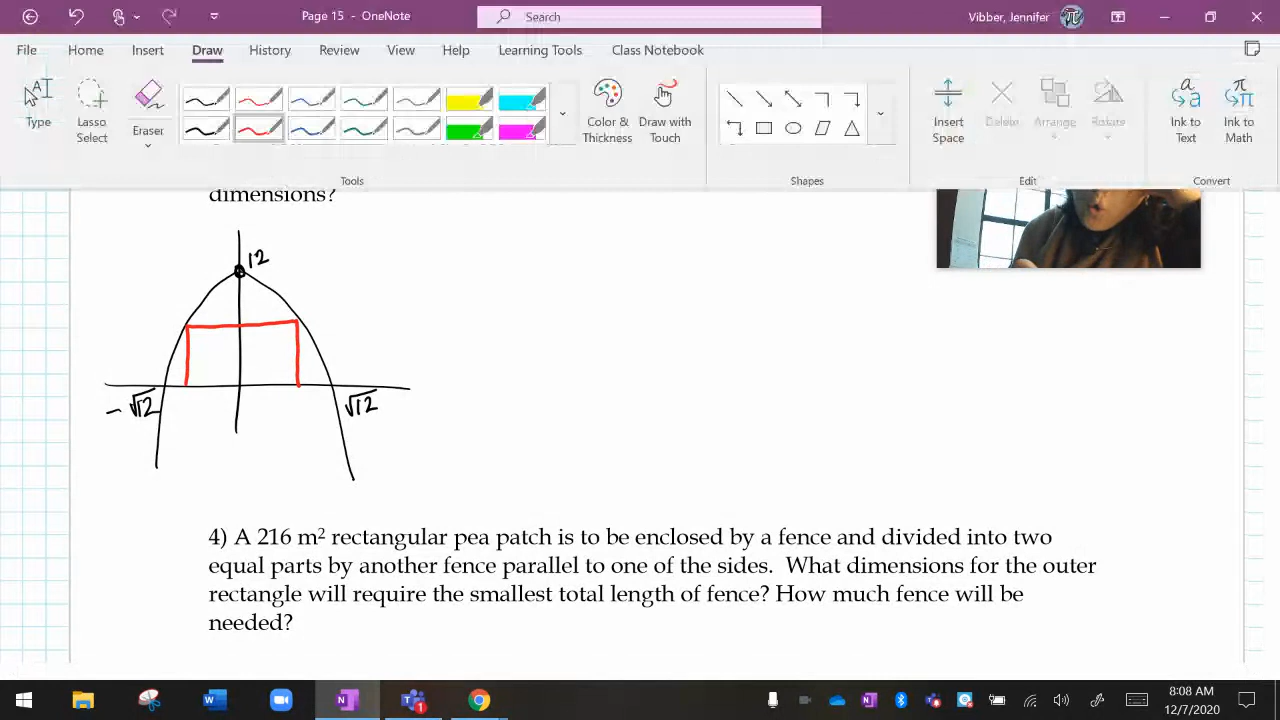 Page 15 - OneNote
Search
Vibber, Jennifer
File Home Insert Draw History Review View Help Learning Tools Class Notebook
Type
Lasso Select
Eraser
Color & Thickness
Draw with Touch
Insert Space
Delete
Arrange
Rotate
Ink to Text
Ink to Math
Tools
Shapes
Edit
Convert
dimensions?
12
-√12
√12
4) A 216 m² rectangular pea patch is to be enclosed by a fence and divided into two
equal parts by another fence parallel to one of the sides. What dimensions for the outer
rectangle will require the smallest total length of fence? How much fence will be
needed?
8:08 AM
12/7/2020